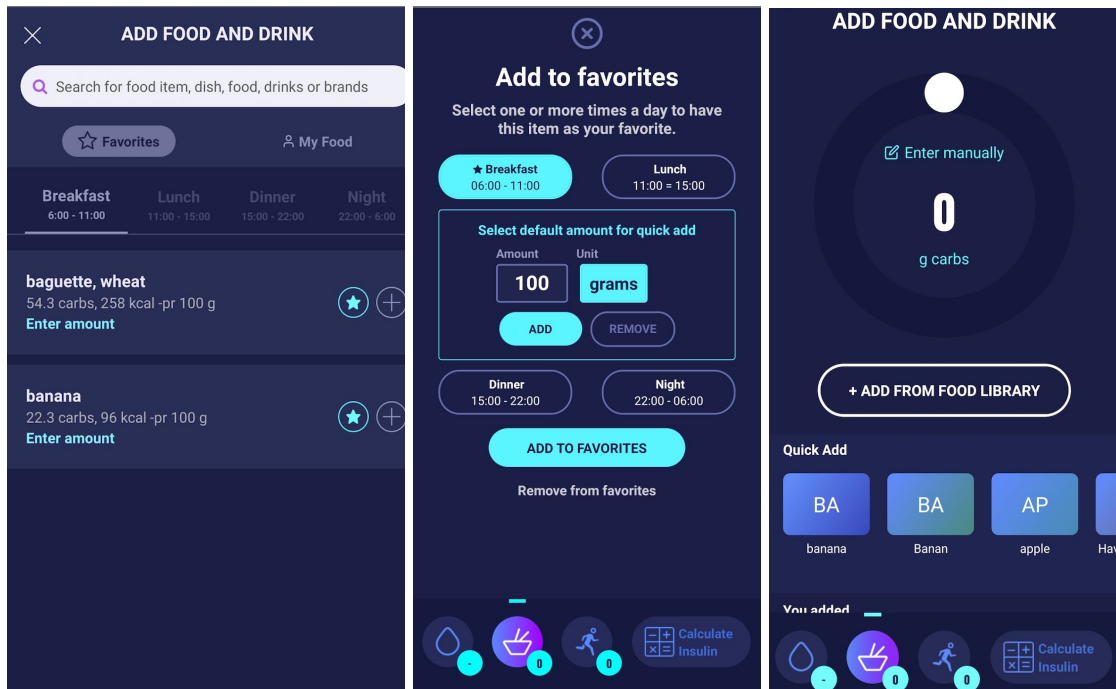 ADD FOOD AND DRINK
Search for food item, dish, food, drinks or brands
Favorites
My Food
Breakfast
6:00 - 11:00
Lunch
11:00 - 15:00
Dinner
15:00 - 22:00
Night
22:00 - 6:00
baguette, wheat
54.3 carbs, 258 kcal -pr 100 g
Enter amount
banana
22.3 carbs, 96 kcal -pr 100 g
Enter amount
Add to favorites
Select one or more times a day to have
this item as your favorite.
Breakfast
06:00 - 11:00
Lunch
11:00 = 15:00
Select default amount for quick add
Amount
Unit
100
grams
ADD
REMOVE
Dinner
15:00 - 22:00
Night
22:00 - 06:00
ADD TO FAVORITES
Remove from favorites
-
0
0
Calculate
Insulin
ADD FOOD AND DRINK
Enter manually
0
g carbs
+ ADD FROM FOOD LIBRARY
Quick Add
BA
BA
AP
banana
Banan
apple
Hav
You added
-
0
0
Calculate
Insulin